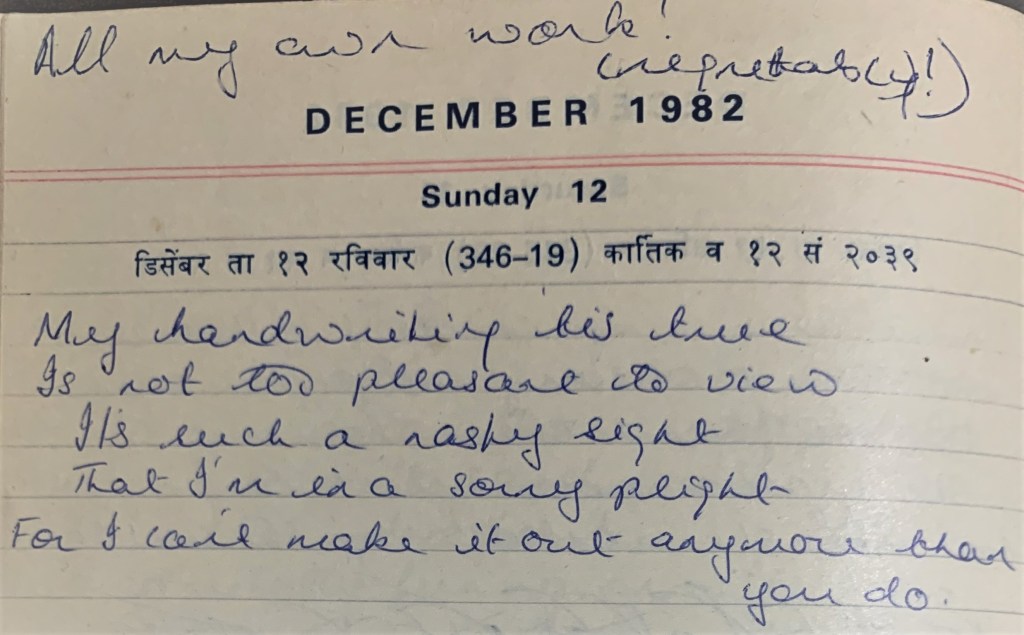 All my own work!
(regretab(y!)
DECEMBER 1982
Sunday 12
डिसेंबर ता १२ रविवार (346-19) कार्तिक व १२ सं २०३९
My handwriting tis true
Is not too pleasant to view
It's such a nasty sight
That I'm in a sorry plight
For I can't make it out anymore than
you do.